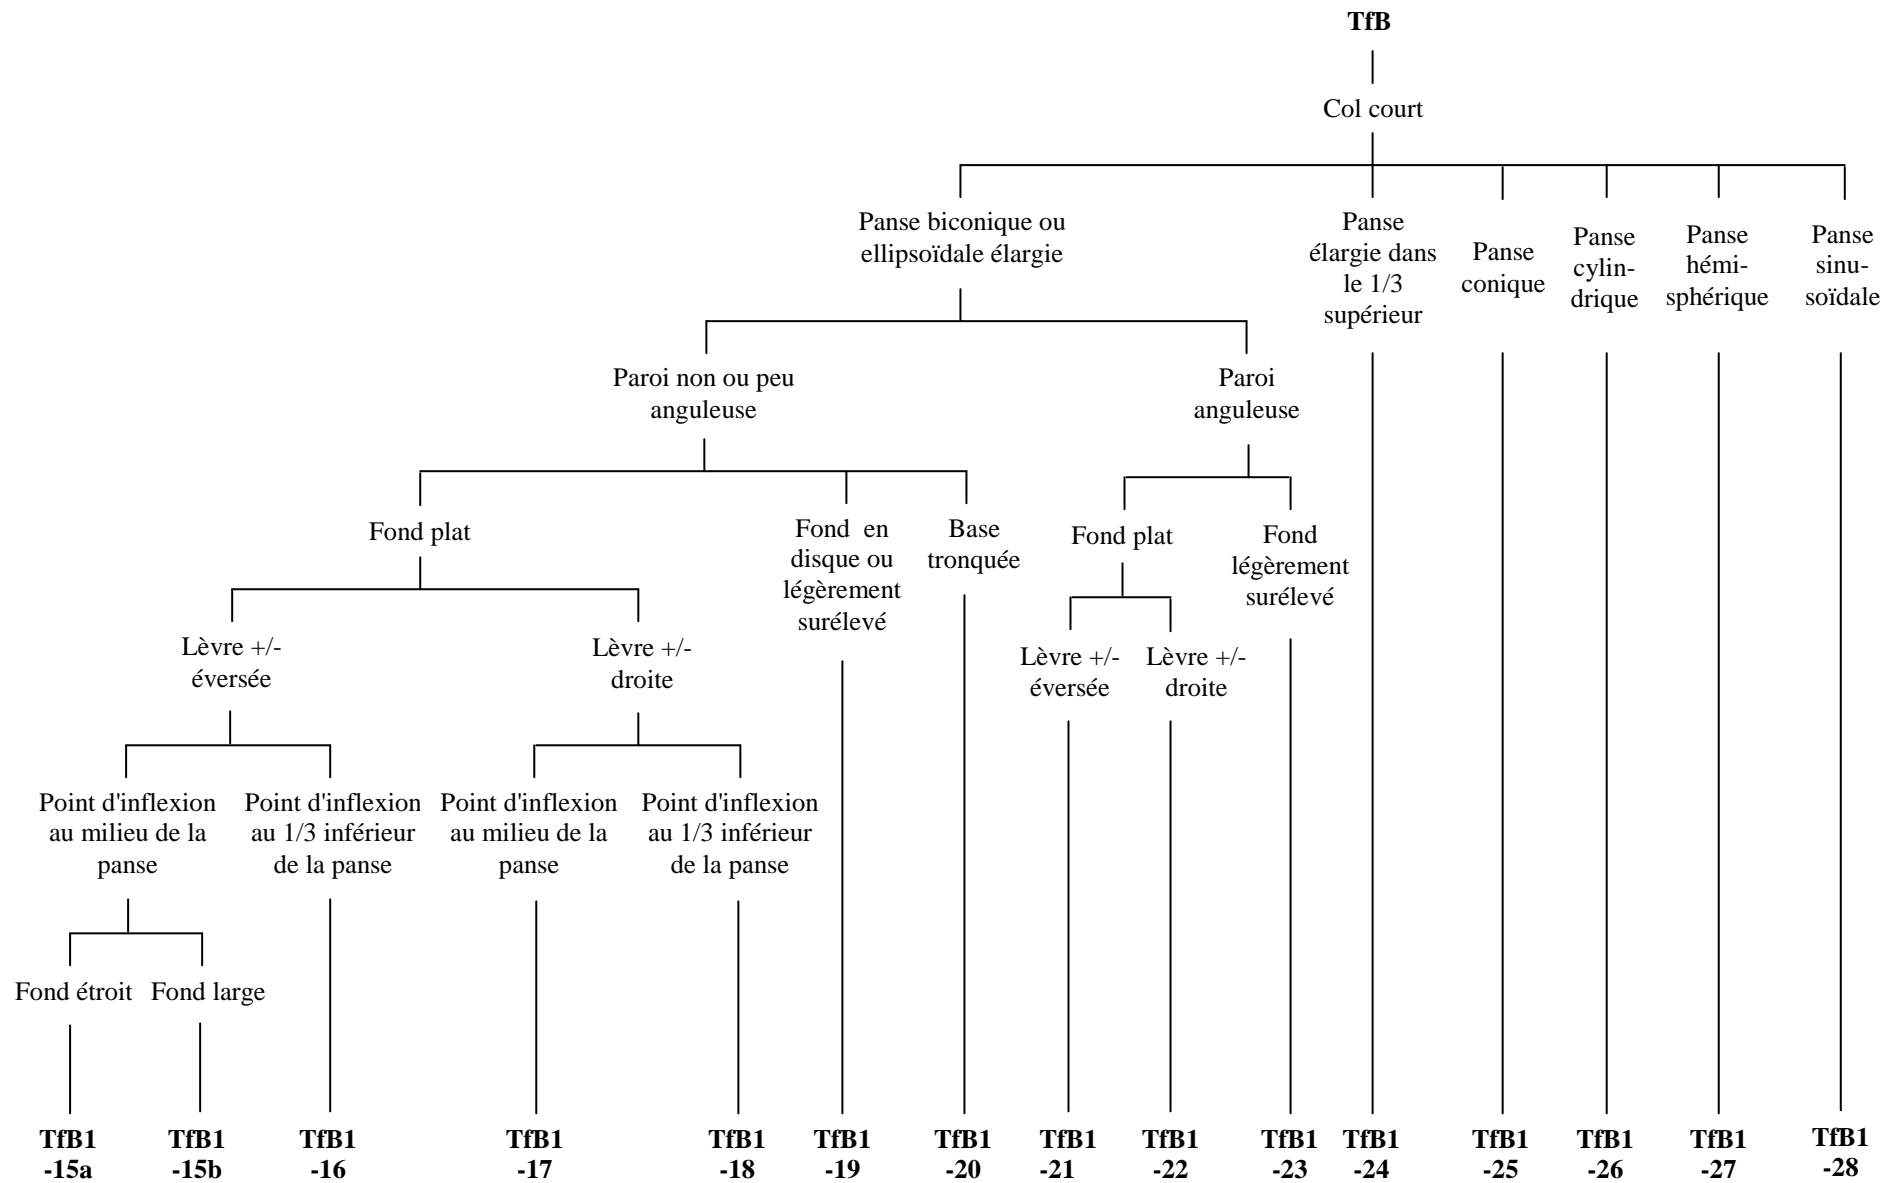 TfB
Col court
Panse biconique ou
ellipsoïdale élargie
Panse
élargie dans
le 1/3
supérieur
Panse
conique
Panse
cylin-
drique
Panse
hémi-
sphérique
Panse
sinu-
soïdale
Paroi non ou peu
anguleuse
Paroi
anguleuse
Fond plat
Fond en
disque ou
légèrement
surélevé
Base
tronquée
Fond plat
Fond
légèrement
surélevé
Lèvre +/-
éversée
Lèvre +/-
droite
Lèvre +/-
éversée
Lèvre +/-
droite
Point d'inflexion
au milieu de la
panse
Point d'inflexion
au 1/3 inférieur
de la panse
Point d'inflexion
au milieu de la
panse
Point d'inflexion
au 1/3 inférieur
de la panse
Fond étroit
Fond large
TfB1
-15a
TfB1
-15b
TfB1
-16
TfB1
-17
TfB1
-18
TfB1
-19
TfB1
-20
TfB1
-21
TfB1
-22
TfB1
-23
TfB1
-24
TfB1
-25
TfB1
-26
TfB1
-27
TfB1
-28